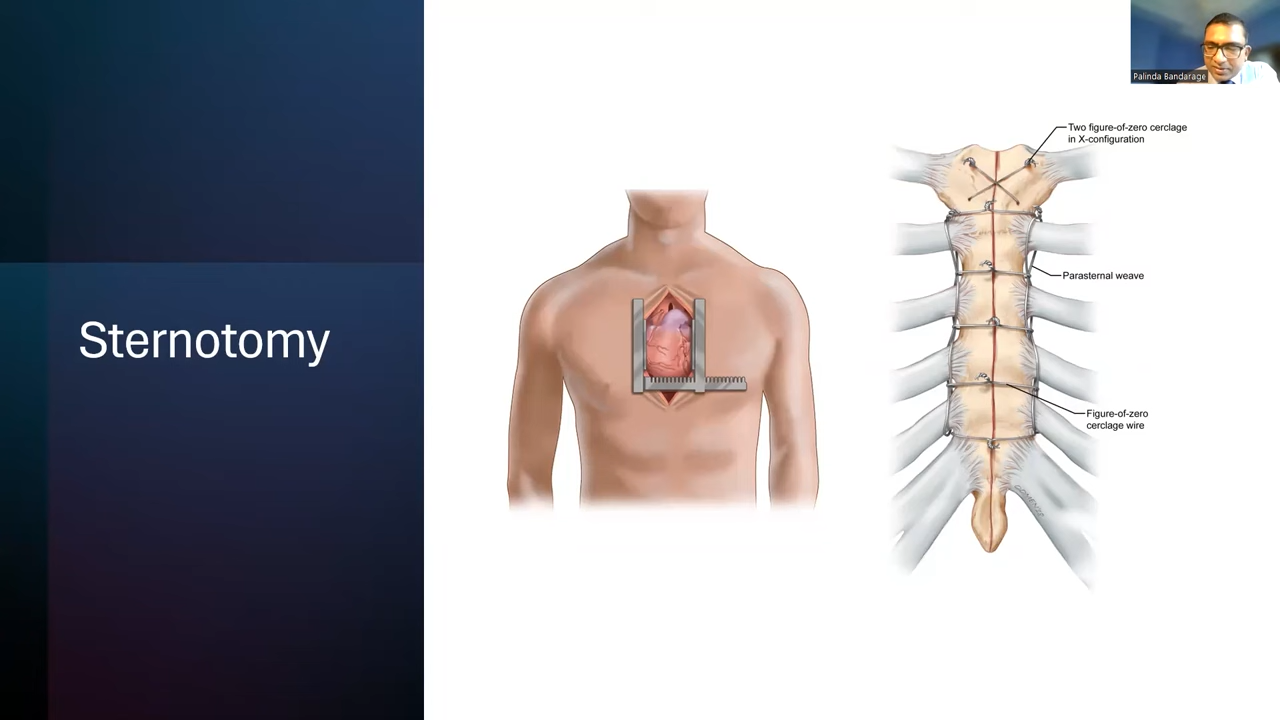 Sternotomy
Palinda Bandarage
Two figure-of-zero cerclage
in X-configuration
Parasternal weave
Figure-of-zero
cerclage wire